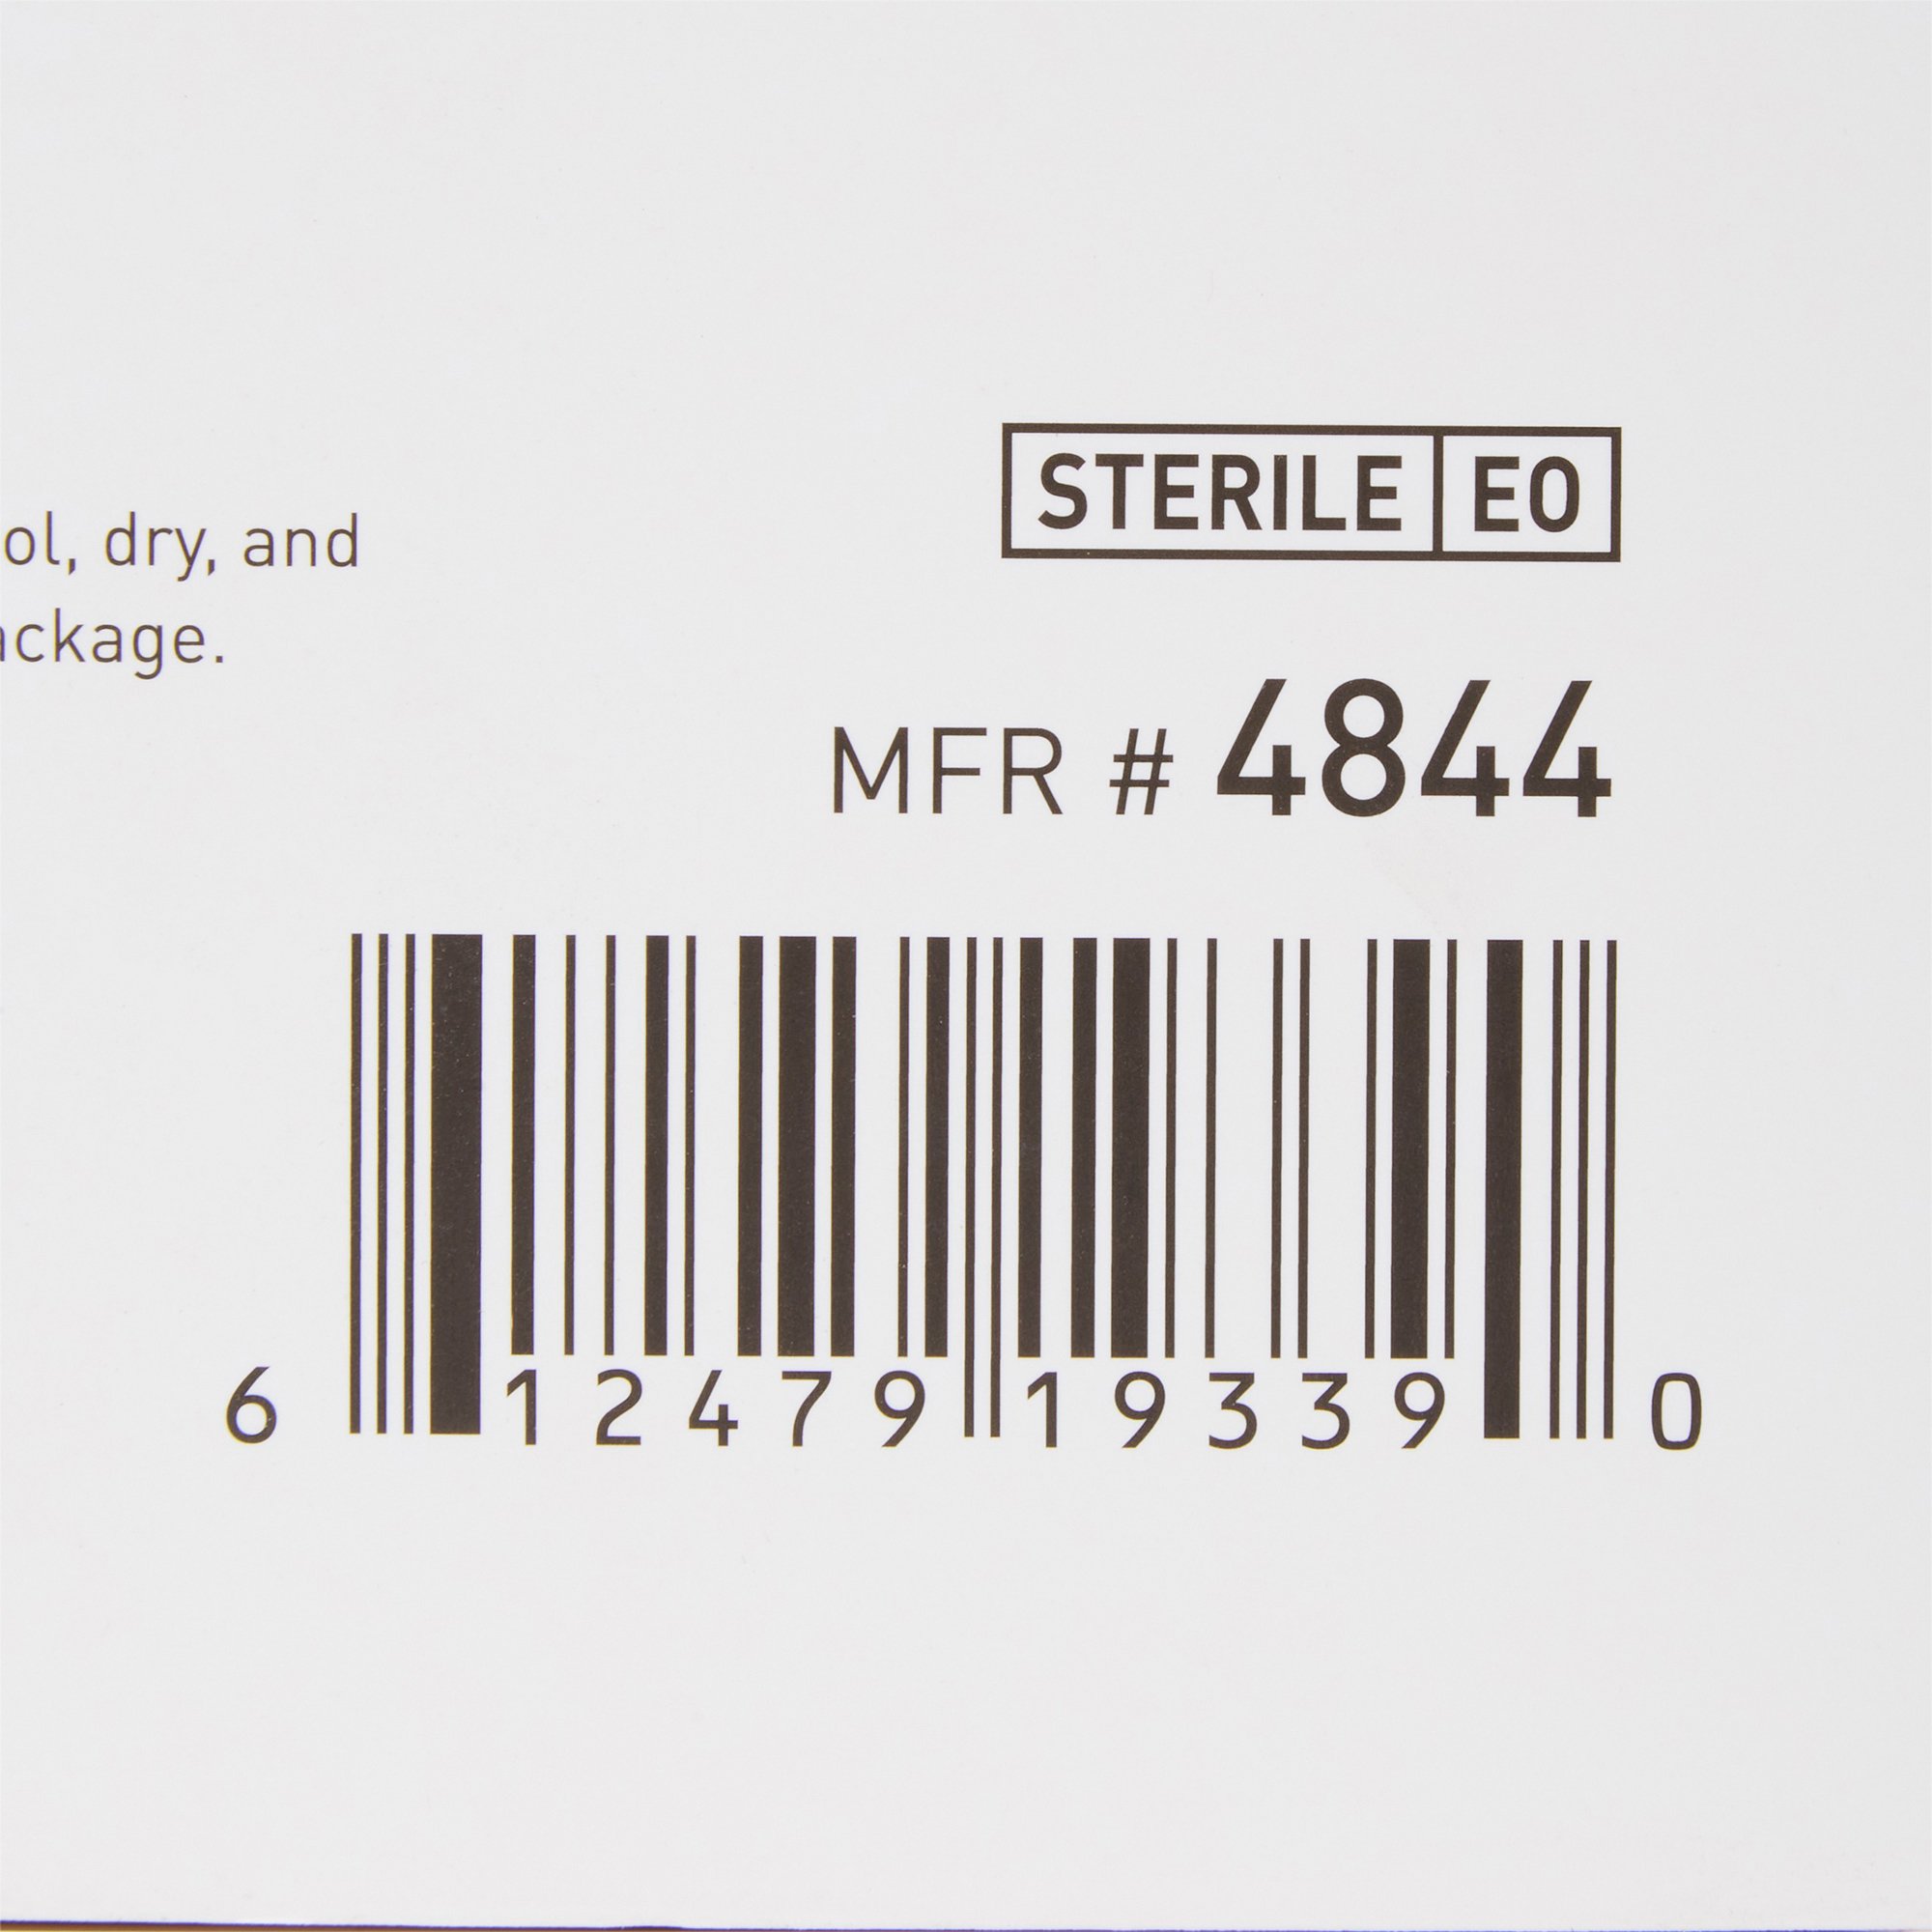 STERILE EO
ol, dry, and
ackage.
MFR # 4844
6 12479 19339 0